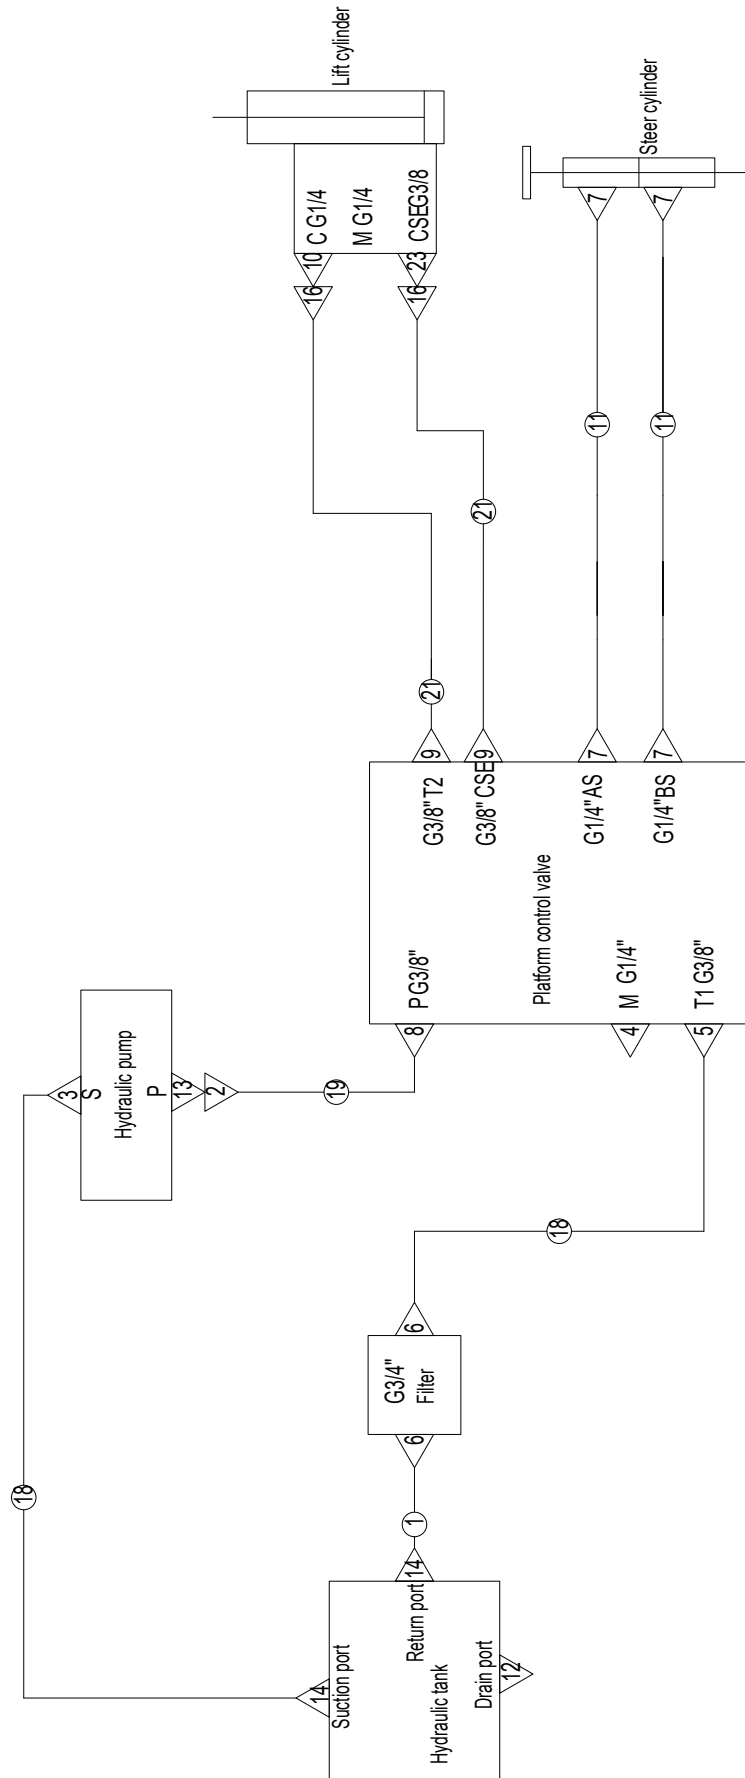 18
3
S
Hydraulic pump
P
13
2
19
14
Suction port
Return port
14
Hydraulic tank
Drain port
12
1
6
G3/4"
Filter
6
18
8
PG3/8"
4
M G1/4"
5
T1 G3/8"
Platform control valve
G3/8"T2
9
G3/8" CSE
9
G1/4"AS
7
G1/4"BS
7
21
21
11
11
16
10
C G1/4
M G1/4
16
23
CSEG3/8
Lift cylinder
7
7
Steer cylinder